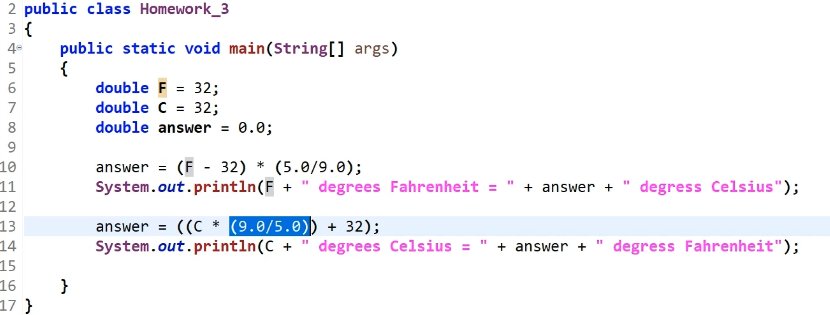 2 public class Homework_3
3 {
4 public static void main(String[] args)
5 {
6 double F = 32;
7 double C = 32;
8 double answer = 0.0;
9
10 answer = (F - 32) * (5.0/9.0);
11 System.out.println(F + " degrees Fahrenheit = " + answer + " degress Celsius");
12
13 answer = ((C * (9.0/5.0)) + 32);
14 System.out.println(C + " degrees Celsius = " + answer + " degress Fahrenheit");
15
16 }
17 }